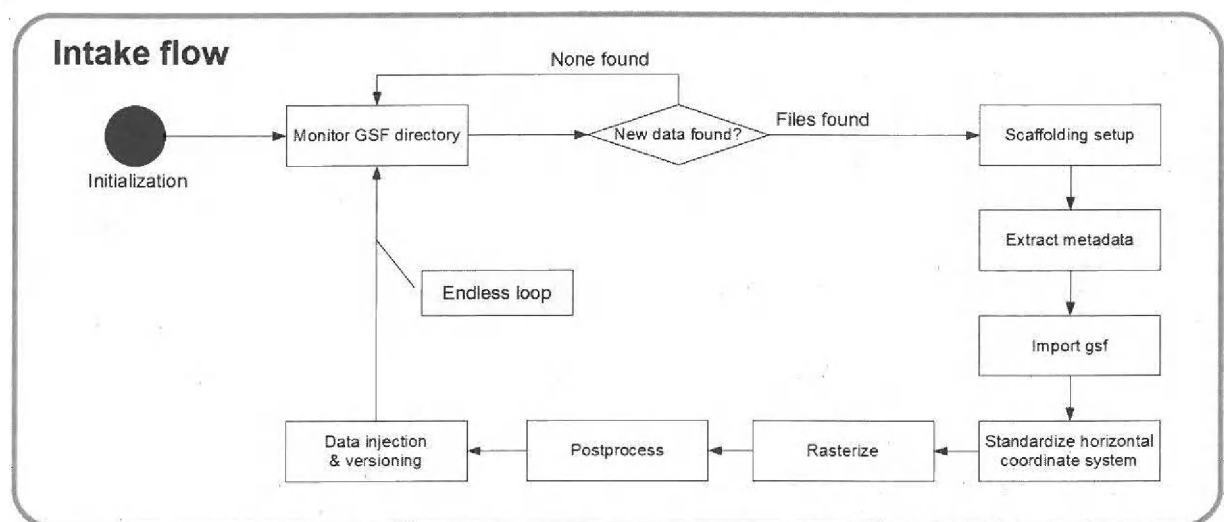 Intake flow
None found
Monitor GSF directory
New data found?
Files found
Scaffolding setup
Initialization
Extract metadata
Endless loop
Import gsf
Data injection
& versioning
Postprocess
Rasterize
Standardize horizontal
coordinate system